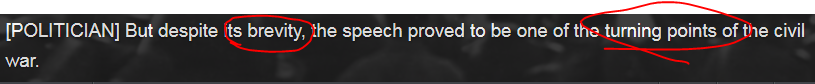 [POLITICIAN] But despite its brevity, the speech proved to be one of the turning points of the civil
war.